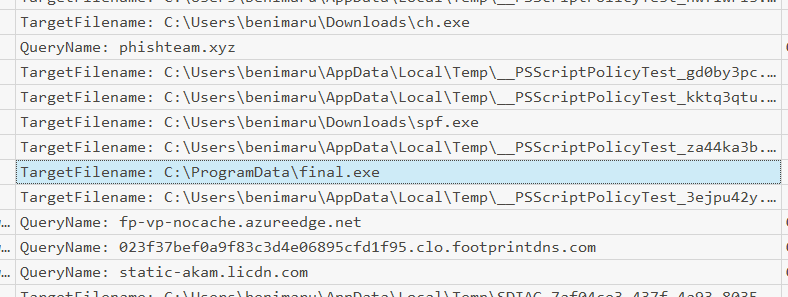 TargetFilename: C:\Users\benimaru\Downloads\ch.exe
QueryName: phishteam.xyz
TargetFilename: C:\Users\benimaru\AppData\Local\Temp\__PSScriptPolicyTest_gd0by3pc....
TargetFilename: C:\Users\benimaru\AppData\Local\Temp\__PSScriptPolicyTest_kktq3qtu....
TargetFilename: C:\Users\benimaru\Downloads\spf.exe
TargetFilename: C:\Users\benimaru\AppData\Local\Temp\__PSScriptPolicyTest_za44ka3b....
TargetFilename: C:\ProgramData\final.exe
TargetFilename: C:\Users\benimaru\AppData\Local\Temp\__PSScriptPolicyTest_3ejpu42y....
QueryName: fp-vp-nocache.azureedge.net
QueryName: 023f37bef0a9f83c3d4e06895cfd1f95.clo.footprintdns.com
QueryName: static-akam.licdn.com